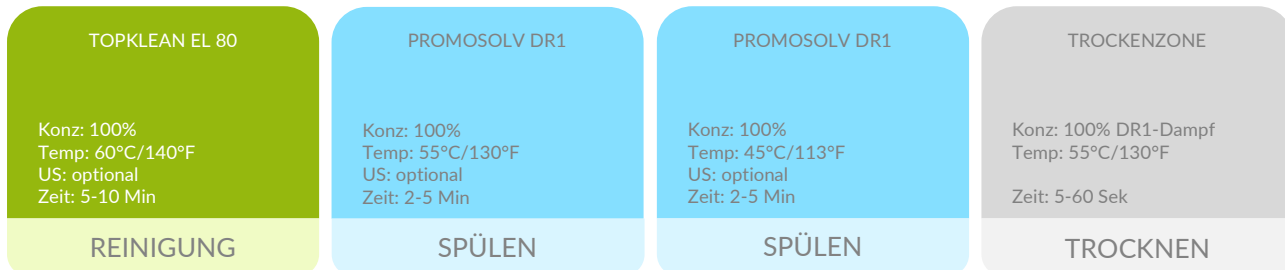 TOPKLEAN EL 80
Konz: 100%
Temp: 60°C/140°F
US: optional
Zeit: 5-10 Min
REINIGUNG
PROMOSOLV DR1
Konz: 100%
Temp: 55°C/130°F
US: optional
Zeit: 2-5 Min
SPÜLEN
PROMOSOLV DR1
Konz: 100%
Temp: 45°C/113°F
US: optional
Zeit: 2-5 Min
SPÜLEN
TROCKENZONE
Konz: 100% DR1-Dampf
Temp: 55°C/130°F
Zeit: 5-60 Sek
TROCKNEN